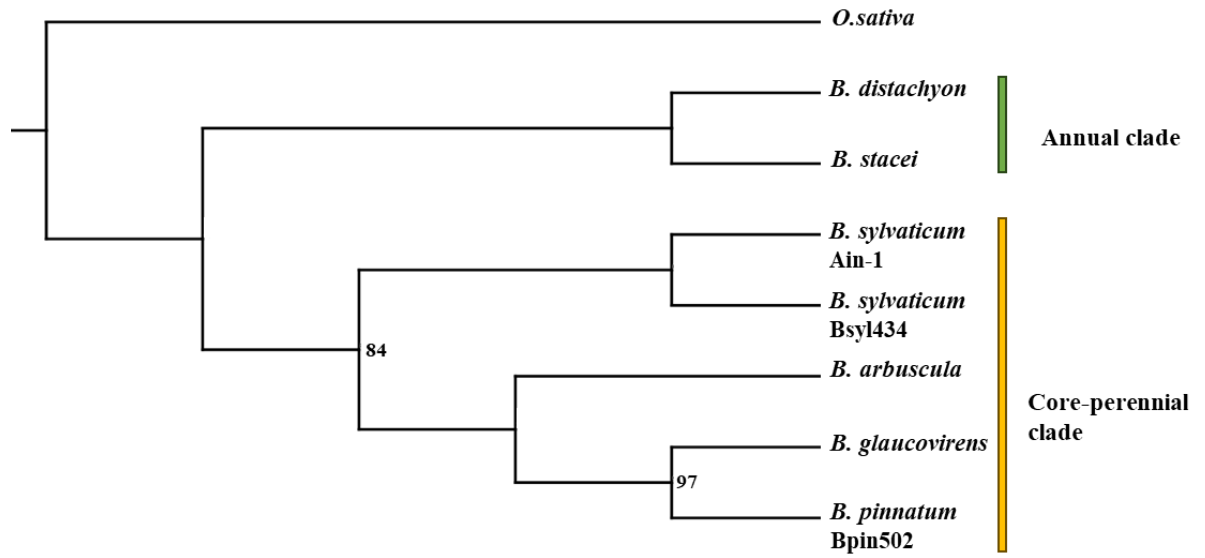 O.sativa
B. distachyon
Annual clade
B. stacei
B. sylvaticum
Ain-1
B. sylvaticum
Bsyl434
84
B. arbuscula
Core-perennial
clade
B. glaucovirens
97
B. pinnatum
Bpin502